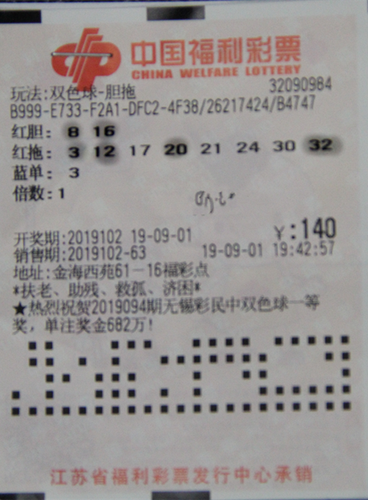 中国福利彩票
CHINA WELFARE LOTTERY
玩法:双色球-胆拖 32090984
B999-E733-F2A1-DFC2-4F38/26217424/B4747
红胆: 8 16
红拖: 3 12 17 20 21 24 30 32
蓝单: 3
倍数:1
开奖期:2019102 19-09-01 ¥:140
销售期:2019102-63 19-09-01 19:42:57
地址:金海西苑61-16福彩点
*扶老、助残、救孤、济困*
★热烈祝贺2019094期无锡彩民中双色球一等
奖，单注奖金682万!
江苏省福利彩票发行中心承销